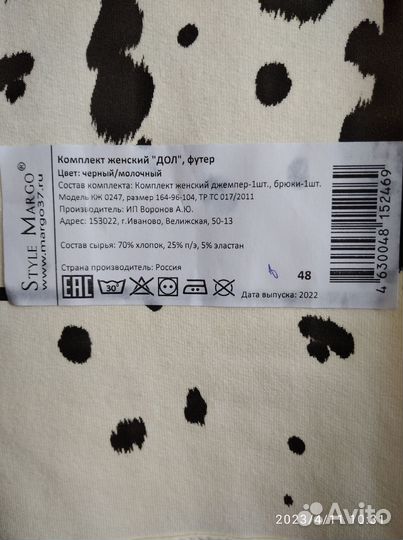 STYLE MARGO®
www.margo37.ru
Комплект женский "ДОЛ", футер
Цвет: черный/молочный
Состав комплекта: Комплект женский джемпер-1шт., брюки-1шт.
Модель КЖ 0247, размер 164-96-104, ТР ТС 017/2011
Производитель: ИП Воронов А.Ю.
Адрес: 153022, г.Иваново, Велижская, 50-13
Состав сырья: 70% хлопок, 25% п/э, 5% эластан
Страна производитель: Россия
48
EAC 30°
Дата выпуска: 2022
4630048152469
2023/4/11 10:31
Avito